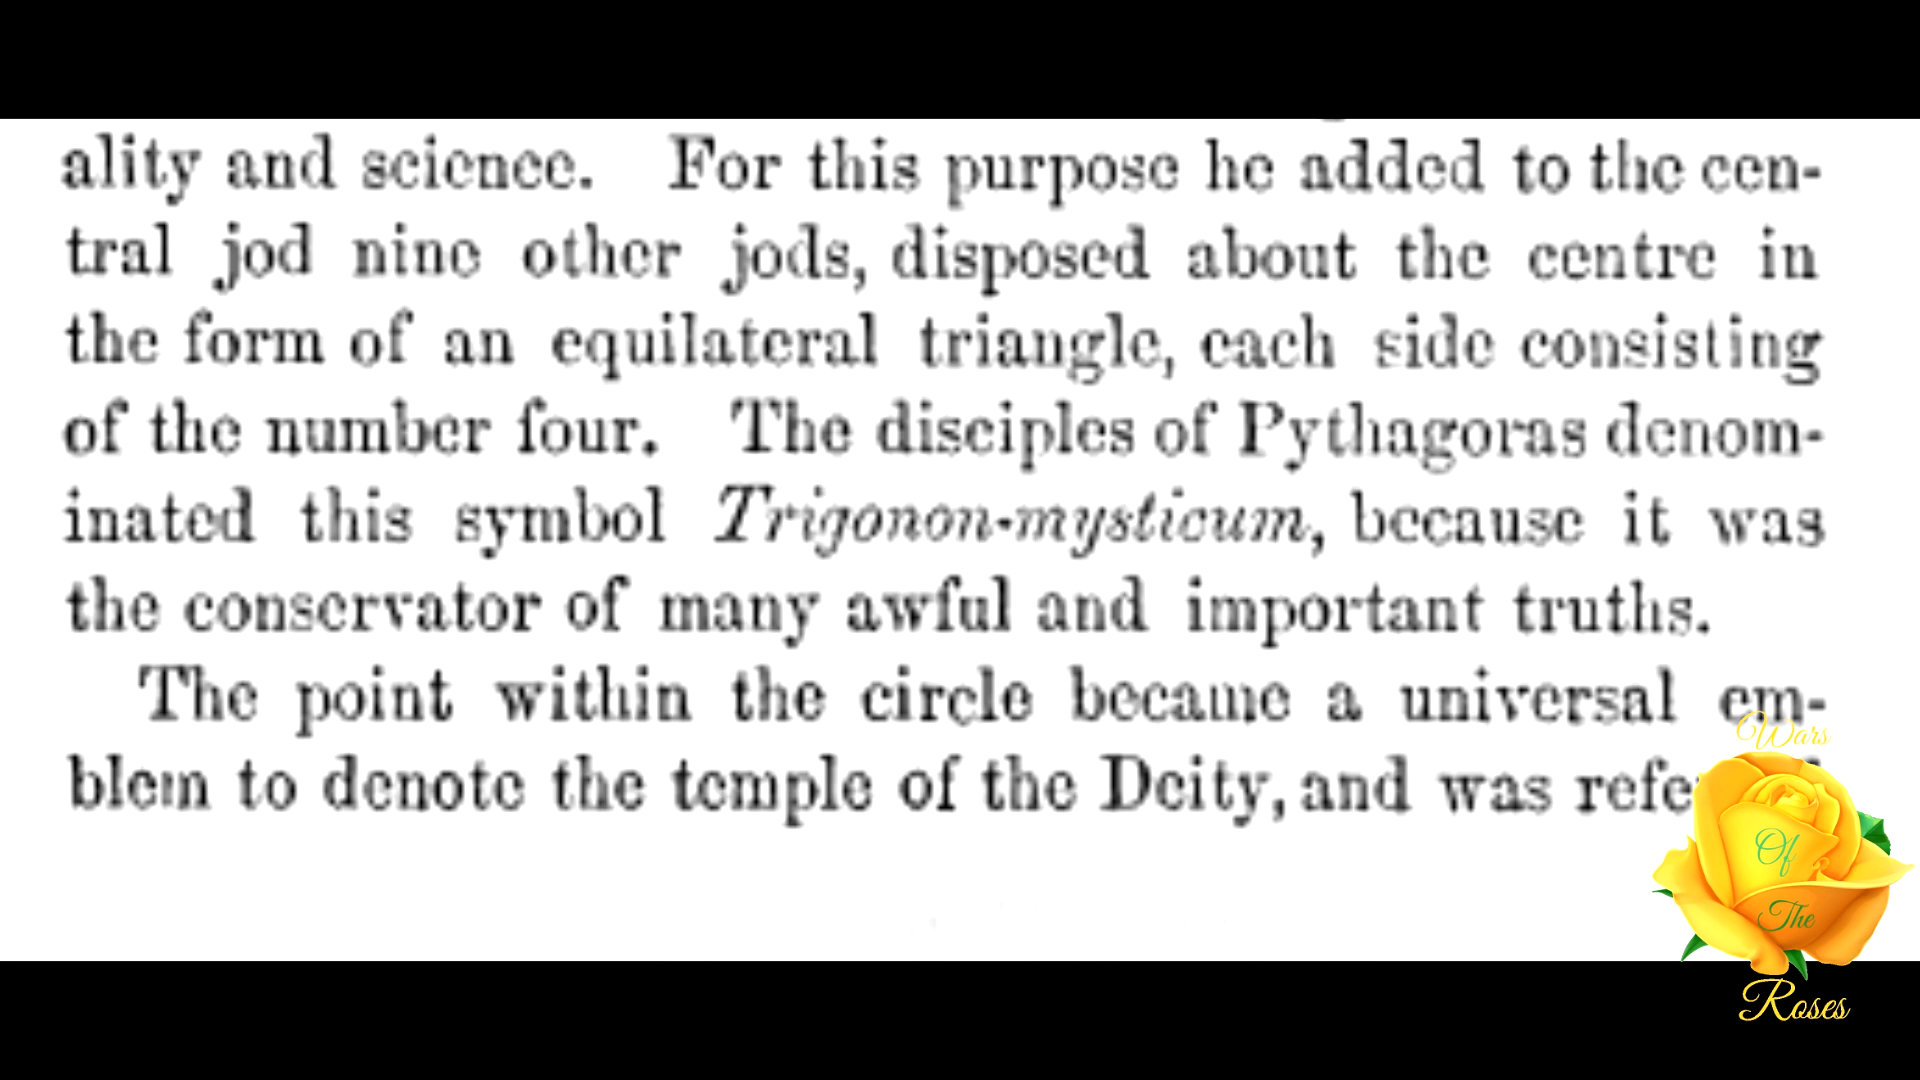 ality and science. For this purpose he added to the cen-
tral jod nine other jods, disposed about the centre in
the form of an equilateral triangle, each side consisting
of the number four. The disciples of Pythagoras denom-
inated this symbol Trigonon-mysticum, because it was
the conservator of many awful and important truths.
The point within the circle became a universal em-
blem to denote the temple of the Deity, and was
Wars
Of
The
Roses